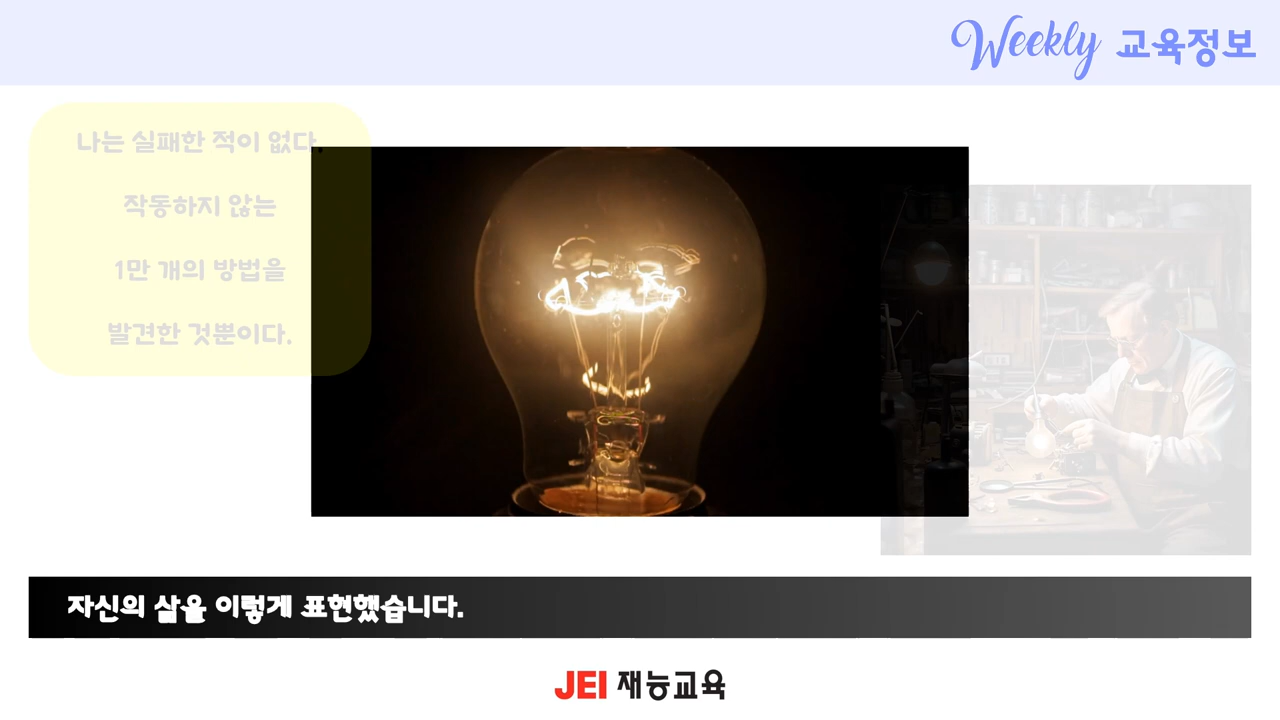 Weekly 교육정보
나는 실패한 적이 없다.
작동하지 않는
1만 개의 방법을
발견한 것뿐이다.
자신의 삶을 이렇게 표현했습니다.
JEI 재능교육